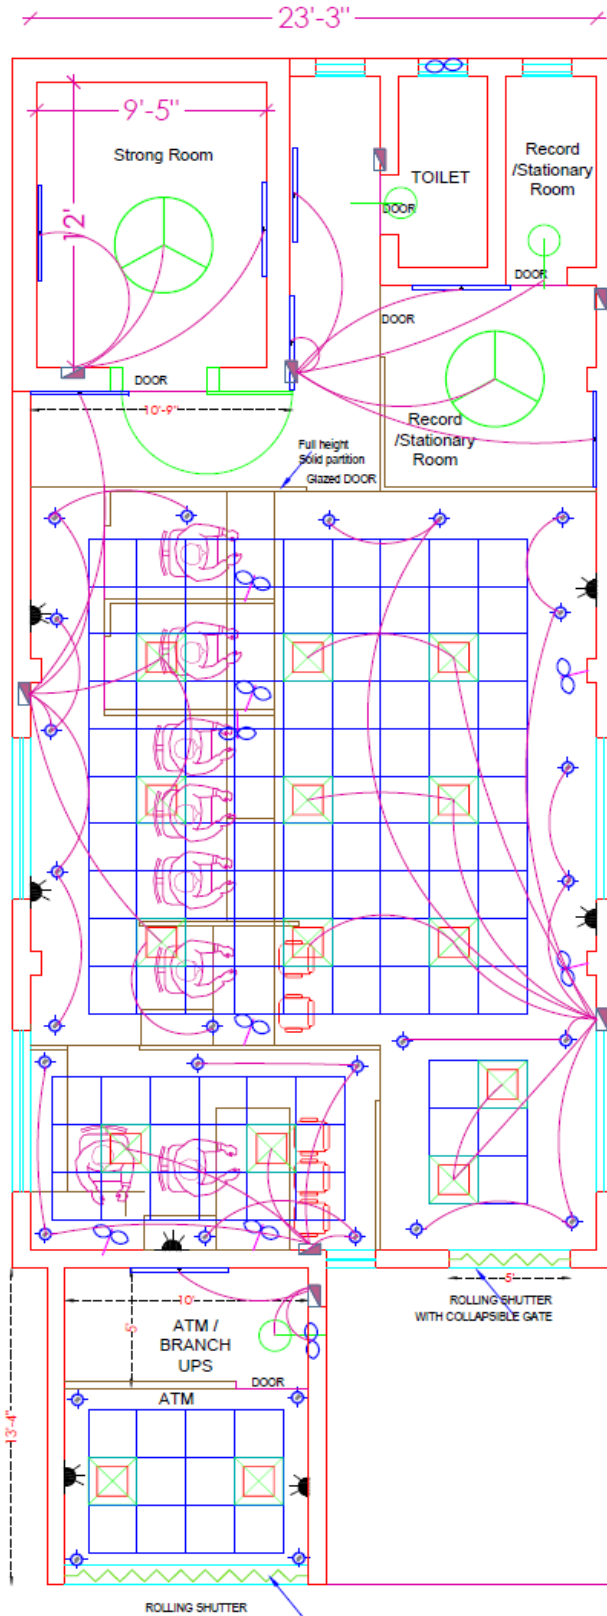 23'-3"
9'-5"
Strong Room
12'
TOILET
Record
/Stationary
Room
DOOR
DOOR
DOOR
DOOR
10'-9"
Record
/Stationary
Room
Full height
Solid partition
Glazed DOOR
5'
ROLLING SHUTTER
WITH COLLAPSIBLE GATE
10'
5'
ATM /
BRANCH
UPS
DOOR
ATM
13'-4"
ROLLING SHUTTER